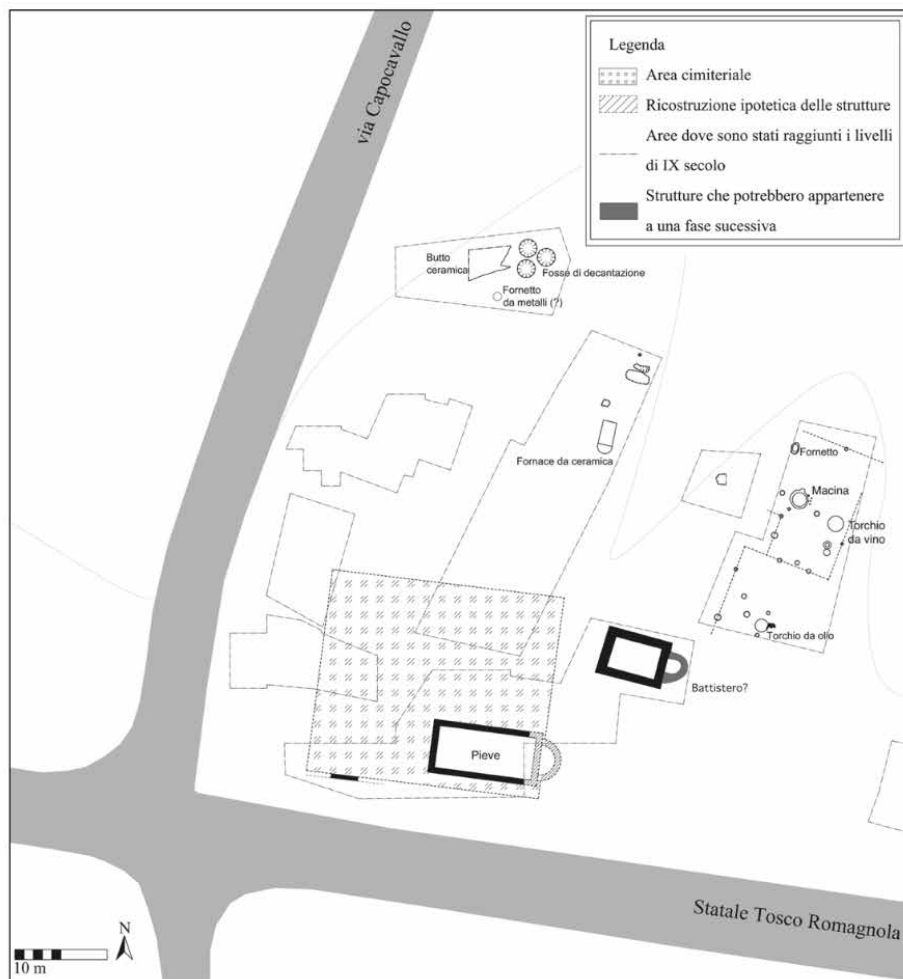 Legenda
Area cimiteriale
Ricostruzione ipotetica delle strutture
Aree dove sono stati raggiunti i livelli
di IX secolo
Strutture che potrebbero appartenere
a una fase sucessiva
via Capocavallo
Butto
ceramica
Fosse di decantazione
Fornetto
da metalli (?)
Fornace da ceramica
Fornetto
Macina
Torchio
da vino
Torchio da olio
Battistero?
Pieve
Statale Tosco Romagnola
N
10 m